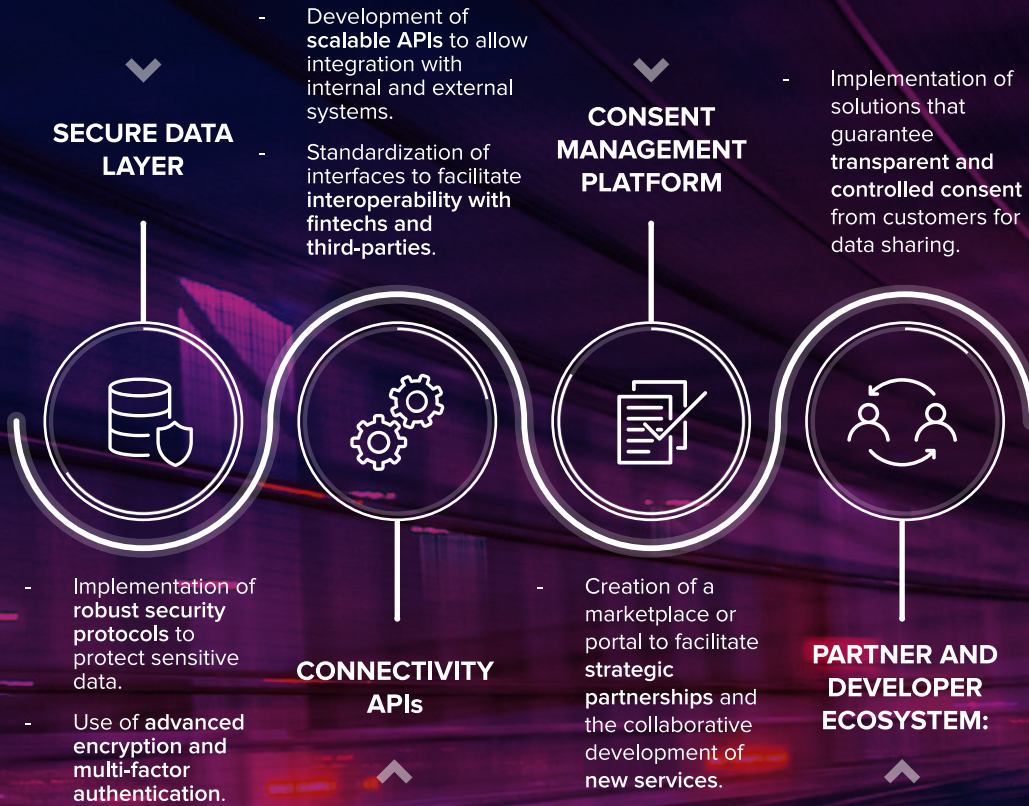 SECURE DATA
LAYER
- Implementation of
robust security
protocols to
protect sensitive
data.
- Use of advanced
encryption and
multi-factor
authentication.
- Development of
scalable APIs to allow
integration with
internal and external
systems.
- Standardization of
interfaces to facilitate
interoperability with
fintechs and
third-parties.
CONNECTIVITY
APIs
CONSENT
MANAGEMENT
PLATFORM
- Creation of a
marketplace or
portal to facilitate
strategic
partnerships and
the collaborative
development of
new services.
- Implementation of
solutions that
guarantee
transparent and
controlled consent
from customers for
data sharing.
PARTNER AND
DEVELOPER
ECOSYSTEM: